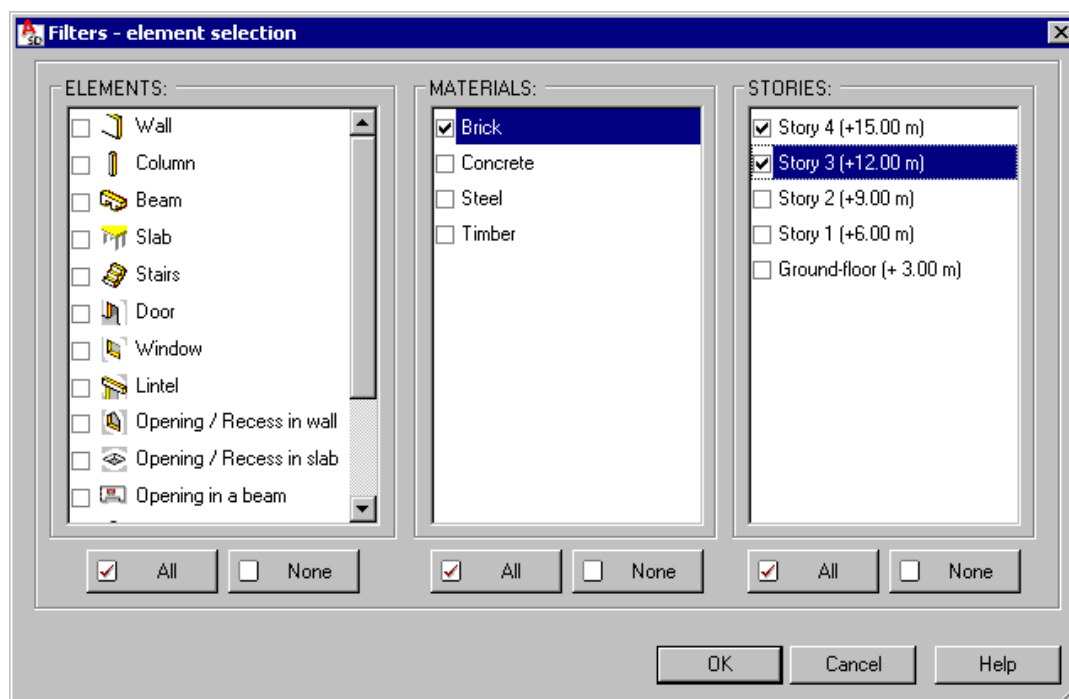 Filters - element selection
ELEMENTS:
Wall
Column
Beam
Slab
Stairs
Door
Window
Lintel
Opening / Recess in wall
Opening / Recess in slab
Opening in a beam
All
None
MATERIALS:
Brick
Concrete
Steel
Timber
All
None
STORIES:
Story 4 (+15.00 m)
Story 3 (+12.00 m)
Story 2 (+9.00 m)
Story 1 (+6.00 m)
Ground-floor (+ 3.00 m)
All
None
OK
Cancel
Help